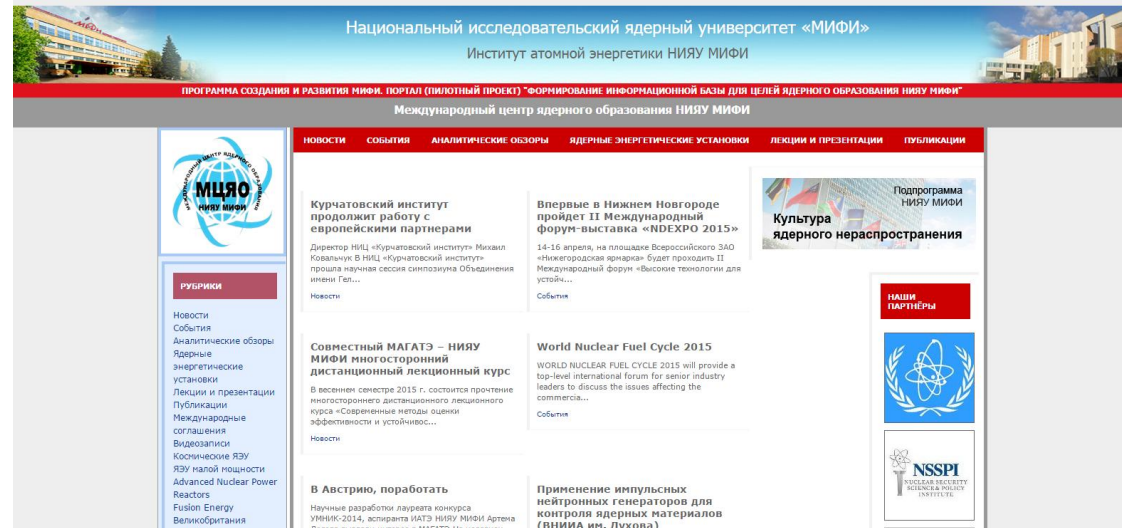 Национальный исследовательский ядерный университет «МИФИ»
Институт атомной энергетики НИЯУ МИФИ
ПРОГРАММА СОЗДАНИЯ И РАЗВИТИЯ МИФИ. ПОРТАЛ (ПИЛОТНЫЙ ПРОЕКТ) "ФОРМИРОВАНИЕ ИНФОРМАЦИОННОЙ БАЗЫ ДЛЯ ЦЕЛЕЙ ЯДЕРНОГО ОБРАЗОВАНИЯ НИЯУ МИФИ"
Международный центр ядерного образования НИЯУ МИФИ
МЕЖДУНАРОДНЫЙ ЦЕНТР ЯДЕРНОГО ОБРАЗОВАНИЯ
МЦЯО
НИЯУ МИФИ
НОВОСТИ СОБЫТИЯ АНАЛИТИЧЕСКИЕ ОБЗОРЫ ЯДЕРНЫЕ ЭНЕРГЕТИЧЕСКИЕ УСТАНОВКИ ЛЕКЦИИ И ПРЕЗЕНТАЦИИ ПУБЛИКАЦИИ
РУБРИКИ
Новости
События
Аналитические обзоры
Ядерные
энергетические
установки
Лекции и презентации
Публикации
Международные
соглашения
Видеозаписи
Космические ЯЭУ
ЯЭУ малой мощности
Advanced Nuclear Power
Reactors
Fusion Energy
Великобритания
Курчатовский институт
продолжит работу с
европейскими партнерами
Директор НИЦ «Курчатовский институт» Михаил
Ковальчук В НИЦ «Курчатовский институт»
прошла научная сессия симпозиума Объединения
имени Гел...
Новости
Впервые в Нижнем Новгороде
пройдет II Международный
форум-выставка «NDEXPO 2015»
14-16 апреля, на площадке Всероссийского ЗАО
«Нижегородская ярмарка» будет проходить II
Международный форум «Высокие технологии для
устойч...
События
Совместный МАГАТЭ – НИЯУ
МИФИ многосторонний
дистанционный лекционный курс
В весеннем семестре 2015 г. состоится прочтение
многостороннего дистанционного лекционного
курса «Современные методы оценки
эффективности и устойчивос...
Новости
World Nuclear Fuel Cycle 2015
WORLD NUCLEAR FUEL CYCLE 2015 will provide a
top-level international forum for senior industry
leaders to discuss the issues affecting the
commercia...
События
В Австрию, поработать
Научные разработки лауреата конкурса
УМНИК-2014, аспиранта ИАТЭ НИЯУ МИФИ Артема
Применение импульсных
нейтронных генераторов для
контроля ядерных материалов
(ВНИИА им. Духова)
Подпрограмма
НИЯУ МИФИ
Культура
ядерного нераспространения
НАШИ
ПАРТНЁРЫ
NSSPI
NUCLEAR SECURITY
SCIENCE & POLICY
INSTITUTE